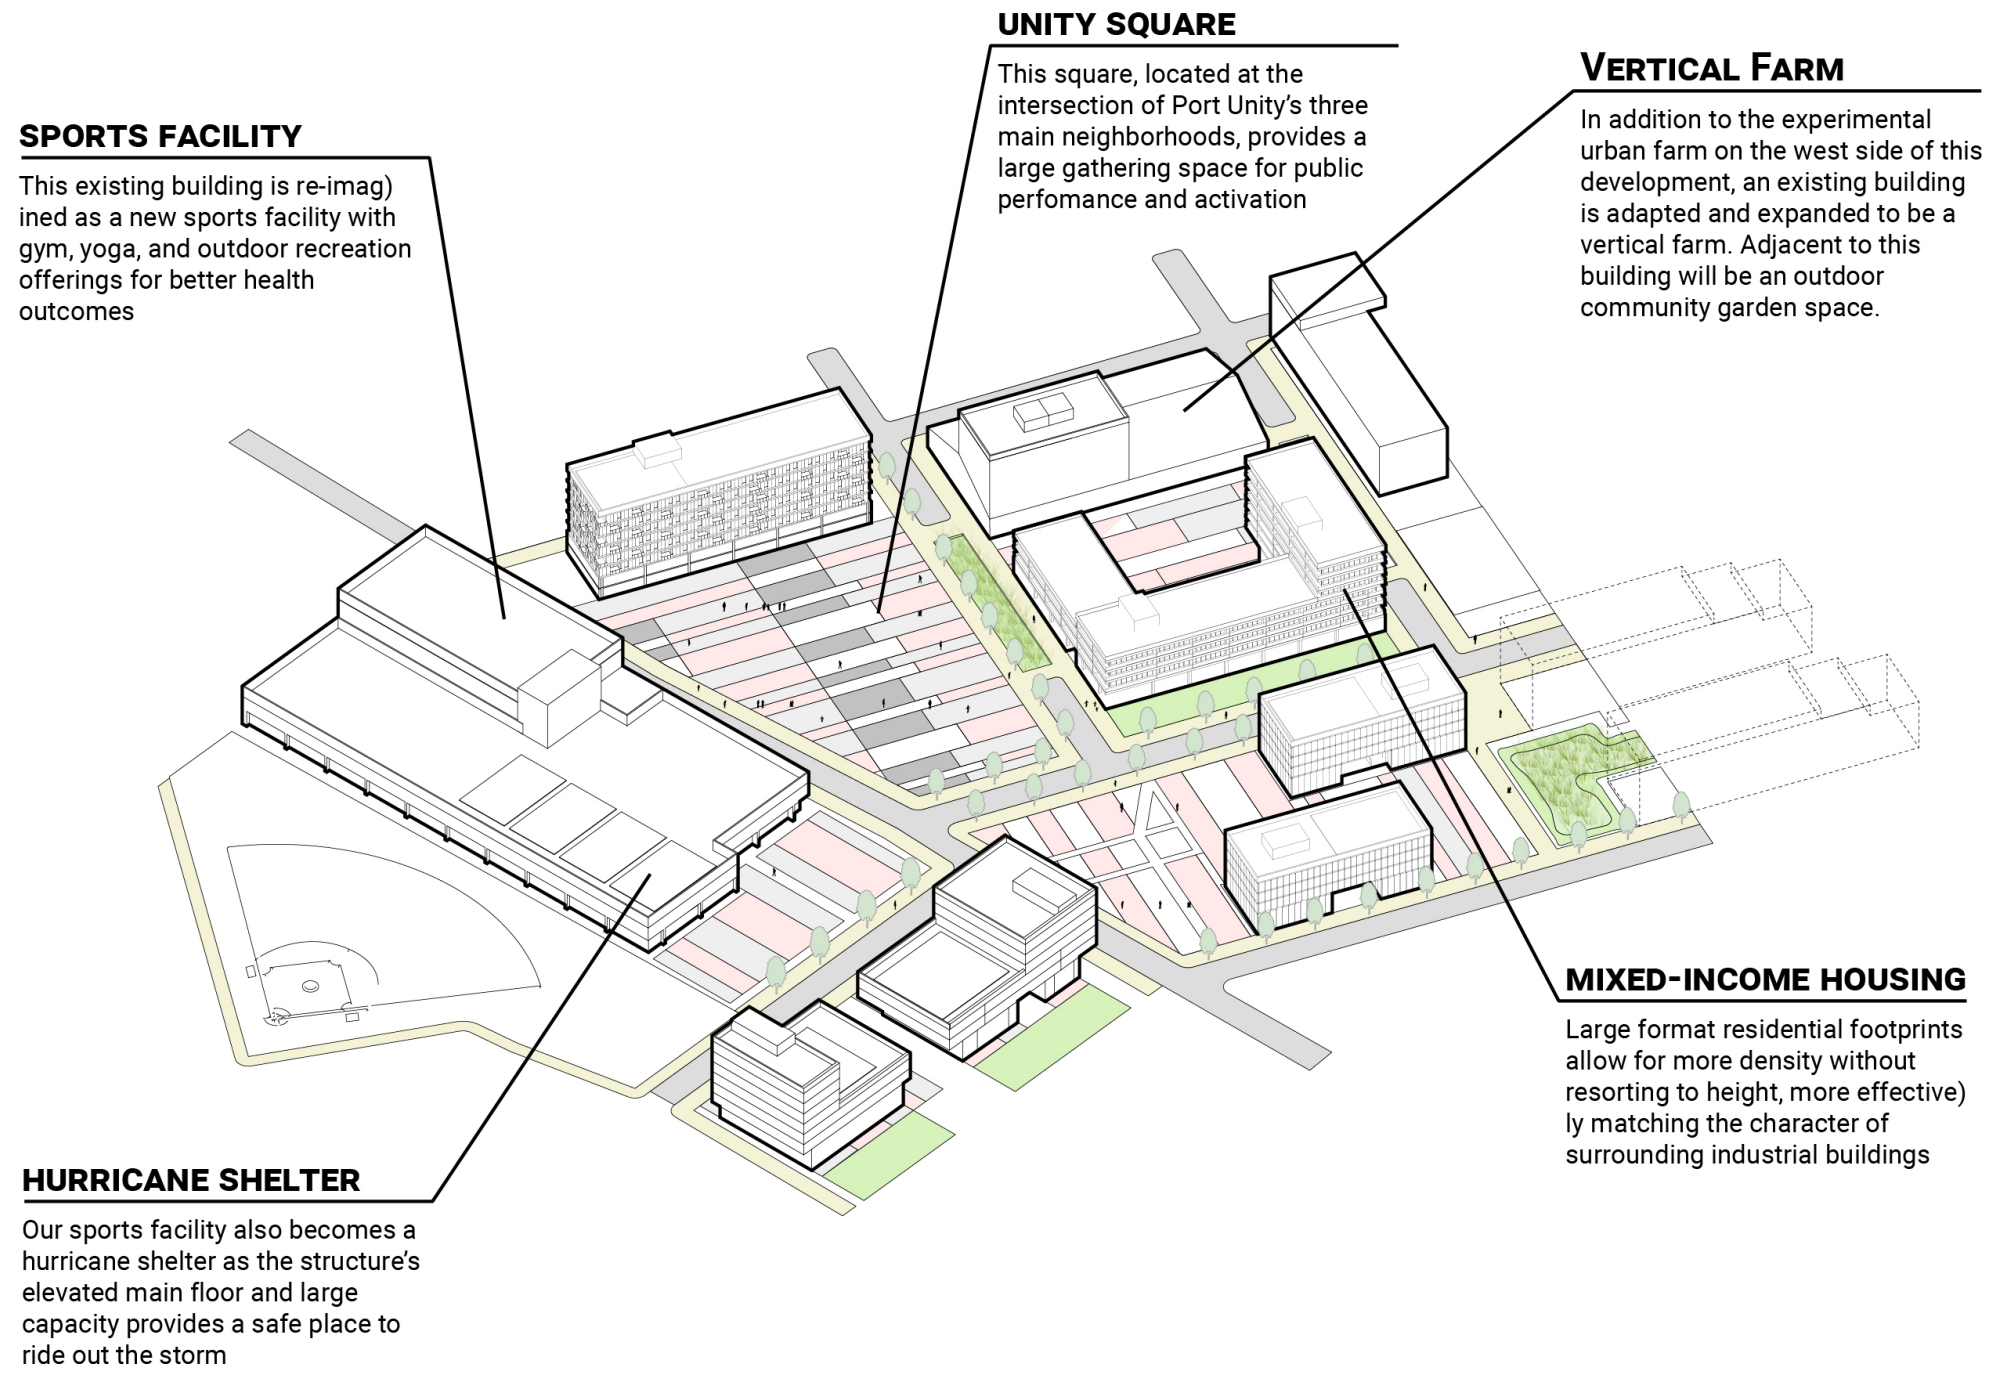 UNITY SQUARE
This square, located at the
intersection of Port Unity’s three
main neighborhoods, provides a
large gathering space for public
perfomance and activation
VERTICAL FARM
In addition to the experimental
urban farm on the west side of this
development, an existing building
is adapted and expanded to be a
vertical farm. Adjacent to this
building will be an outdoor
community garden space.
SPORTS FACILITY
This existing building is re-imag)
ined as a new sports facility with
gym, yoga, and outdoor recreation
offerings for better health
outcomes
MIXED-INCOME HOUSING
Large format residential footprints
allow for more density without
resorting to height, more effective)
ly matching the character of
surrounding industrial buildings
HURRICANE SHELTER
Our sports facility also becomes a
hurricane shelter as the structure’s
elevated main floor and large
capacity provides a safe place to
ride out the storm